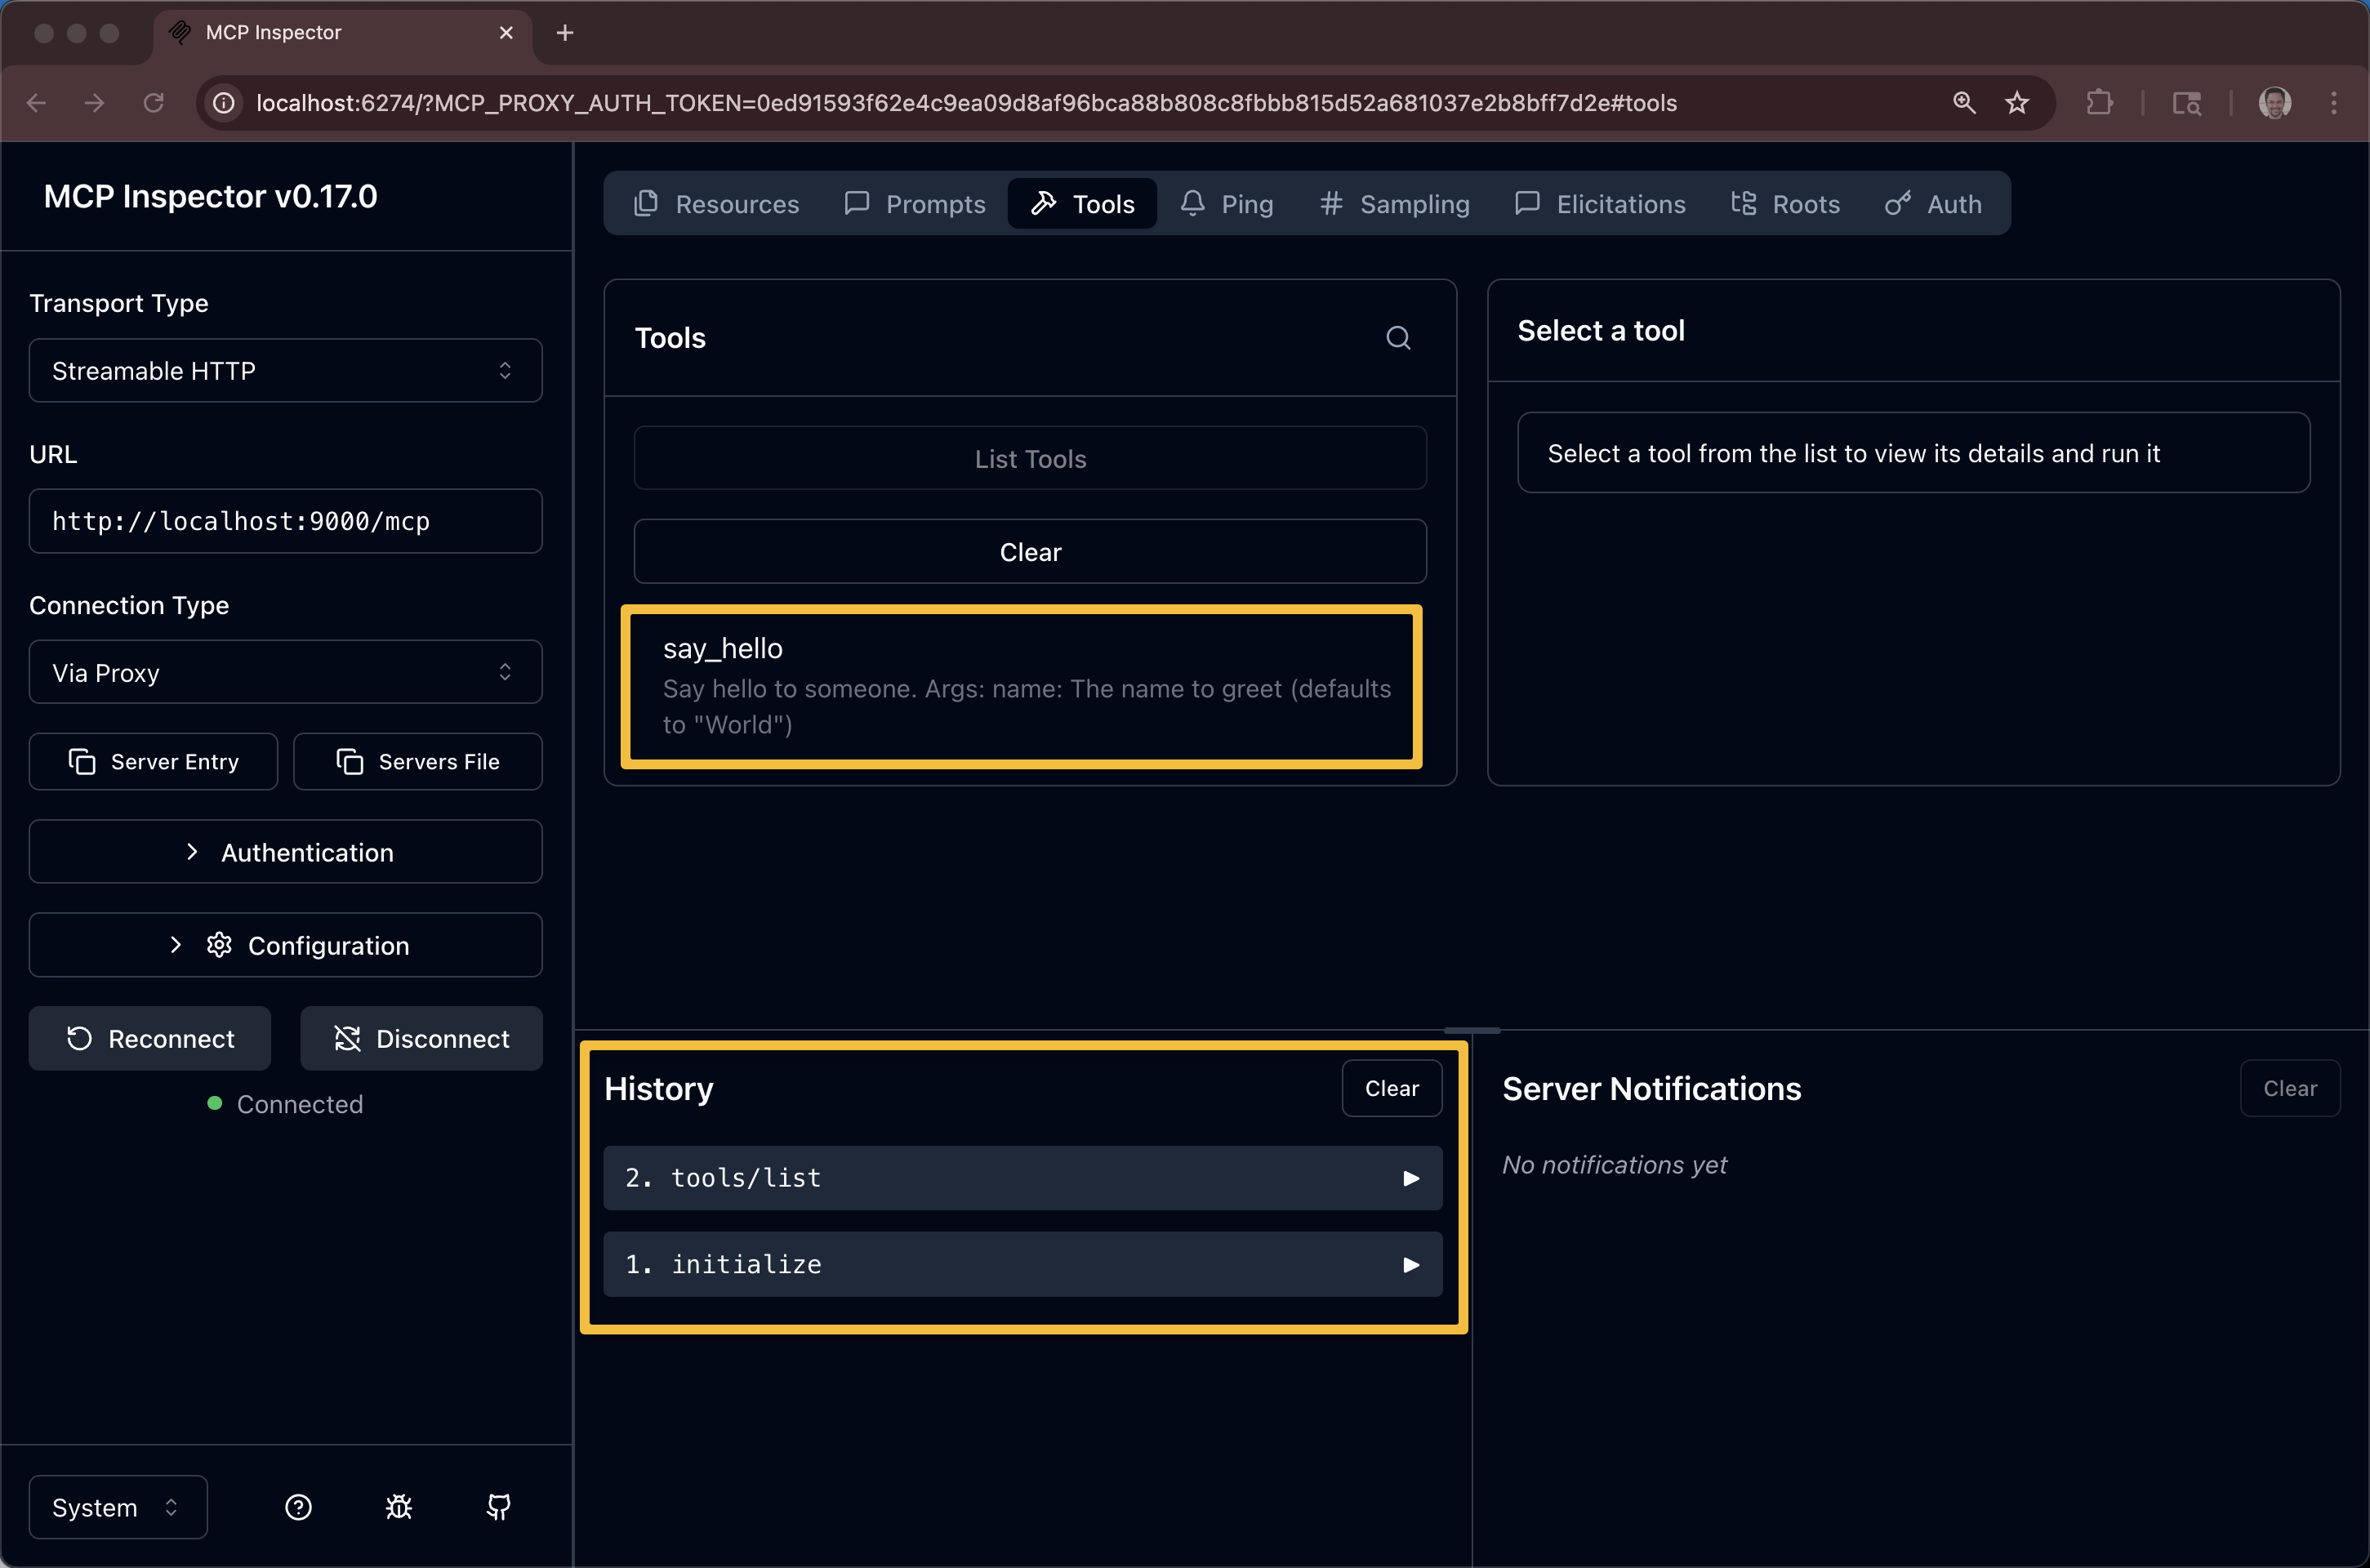 MCP Inspector
localhost:6274/?MCP_PROXY_AUTH_TOKEN=0ed91593f62e4c9ea09d8af96bca88b808c8fbbb815d52a681037e2b8bff7d2e#tools
MCP Inspector v0.17.0
Transport Type
Streamable HTTP
URL
http://localhost:9000/mcp
Connection Type
Via Proxy
Server Entry
Servers File
Authentication
Configuration
Reconnect
Disconnect
Connected
System
Resources
Prompts
Tools
Ping
Sampling
Elicitations
Roots
Auth
Tools
List Tools
Clear
say_hello
Say hello to someone. Args: name: The name to greet (defaults
to "World")
Select a tool
Select a tool from the list to view its details and run it
History
Clear
2. tools/list
1. initialize
Server Notifications
Clear
No notifications yet